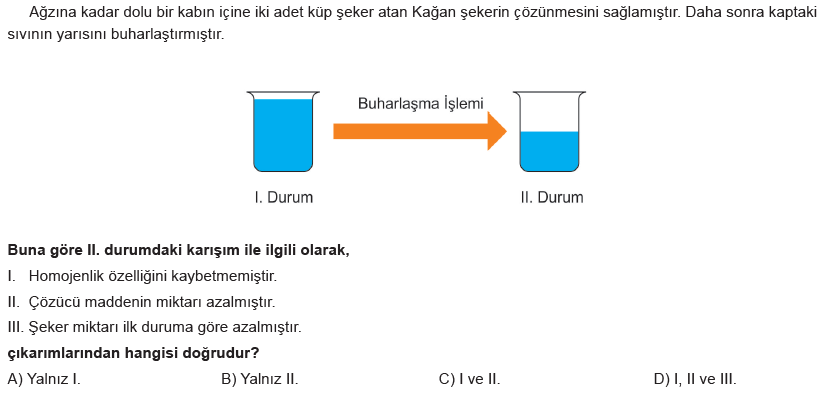 Ağzına kadar dolu bir kabın içine iki adet küp şeker atan Kağan şekerin çözünmesini sağlamıştır. Daha sonra kaptaki
sıvının yarısını buharlaştırmıştır.
Buharlaşma İşlemi
I. Durum
II. Durum
Buna göre II. durumdaki karışım ile ilgili olarak,
I. Homojenlik özelliğini kaybetmemiştir.
II. Çözücü maddenin miktarı azalmıştır.
III. Şeker miktarı ilk duruma göre azalmıştır.
çıkarımlarından hangisi doğrudur?
A) Yalnız I. B) Yalnız II. C) I ve II. D) I, II ve III.